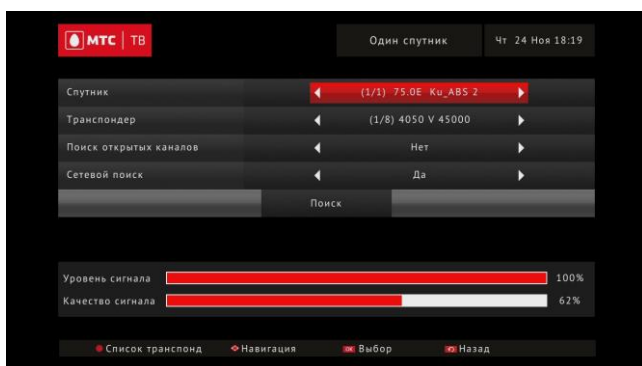 МТС | ТВ
Один спутник
Чт 24 Ноя 18:19
Спутник (1/1) 75.0E Ku_ABS 2
Транспондер (1/8) 4050 V 45000
Поиск открытых каналов Нет
Сетевой поиск Да
Поиск
Уровень сигнала 100%
Качество сигнала 62%
Список транспонд Навигация OK Выбор Назад